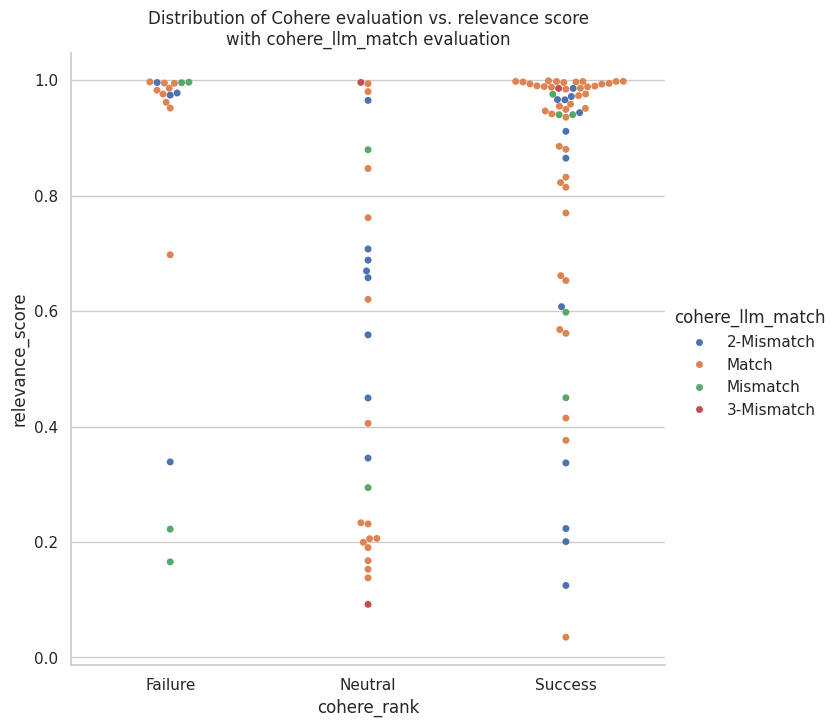 Distribution of Cohere evaluation vs. relevance score
with cohere_llm_match evaluation
1.0
0.8
0.6
0.4
0.2
0.0
relevance_score
Failure
Neutral
Success
cohere_rank
cohere_llm_match
2-Mismatch
Match
Mismatch
3-Mismatch